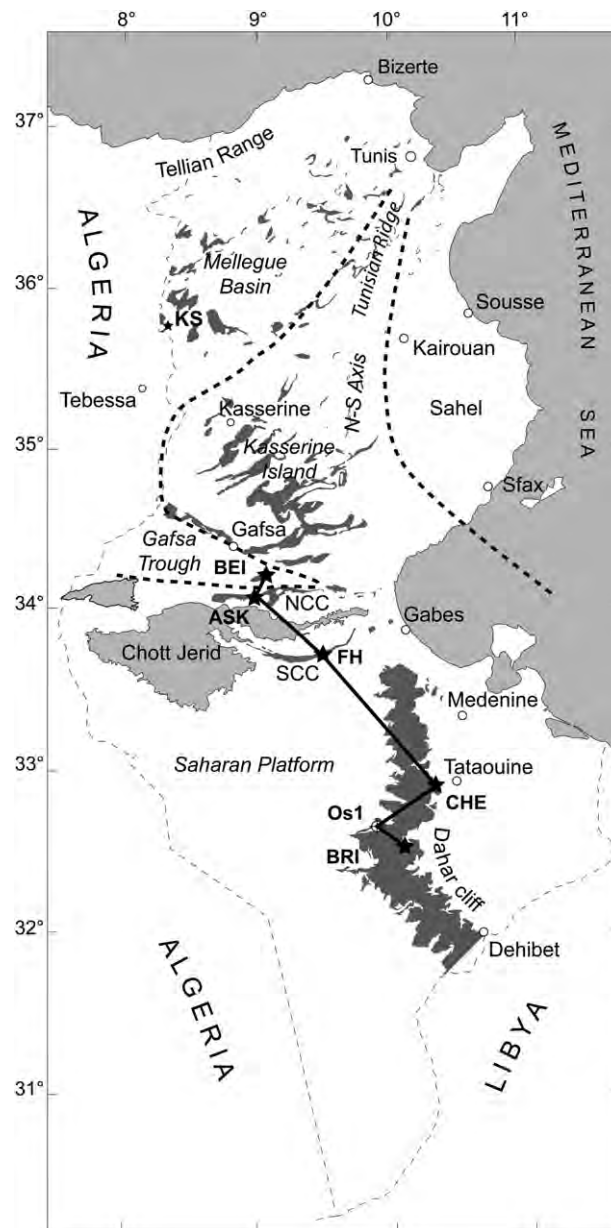 8° 9° 10° 11°
Bizerte
37°
Tunis
Tellian Range
MEDITERRANEAN SEA
ALGERIA
Tunisian Ridge
Mellegue
Basin
36°
KS
Sousse
Kairouan
N-S Axis
Tebessa
Kasserine
Sahel
35°
Kasserine
Island
Sfax
Gafsa
Gafsa
Trough
BEI
34°
ASK
NCC
Gabes
Chott Jerid
FH
SCC
Medenine
33°
Saharan Platform
Tataouine
CHE
Os1
BRI
Dahar cliff
32°
Dehibet
ALGERIA
LIBYA
31°